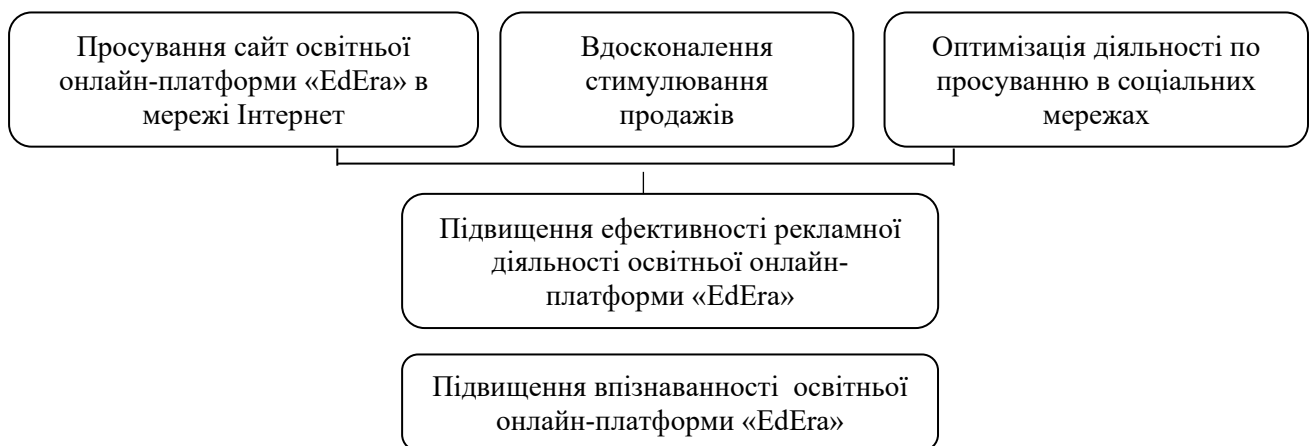 Просування сайт освітньої
онлайн-платформи «EdEra» в
мережі Інтернет
Вдосконалення
стимулювання
продажів
Оптимізація діяльності по
просуванню в соціальних
мережах
Підвищення ефективності рекламної
діяльності освітньої онлайн-
платформи «EdEra»
Підвищення впізнаванності освітньої
онлайн-платформи «EdEra»